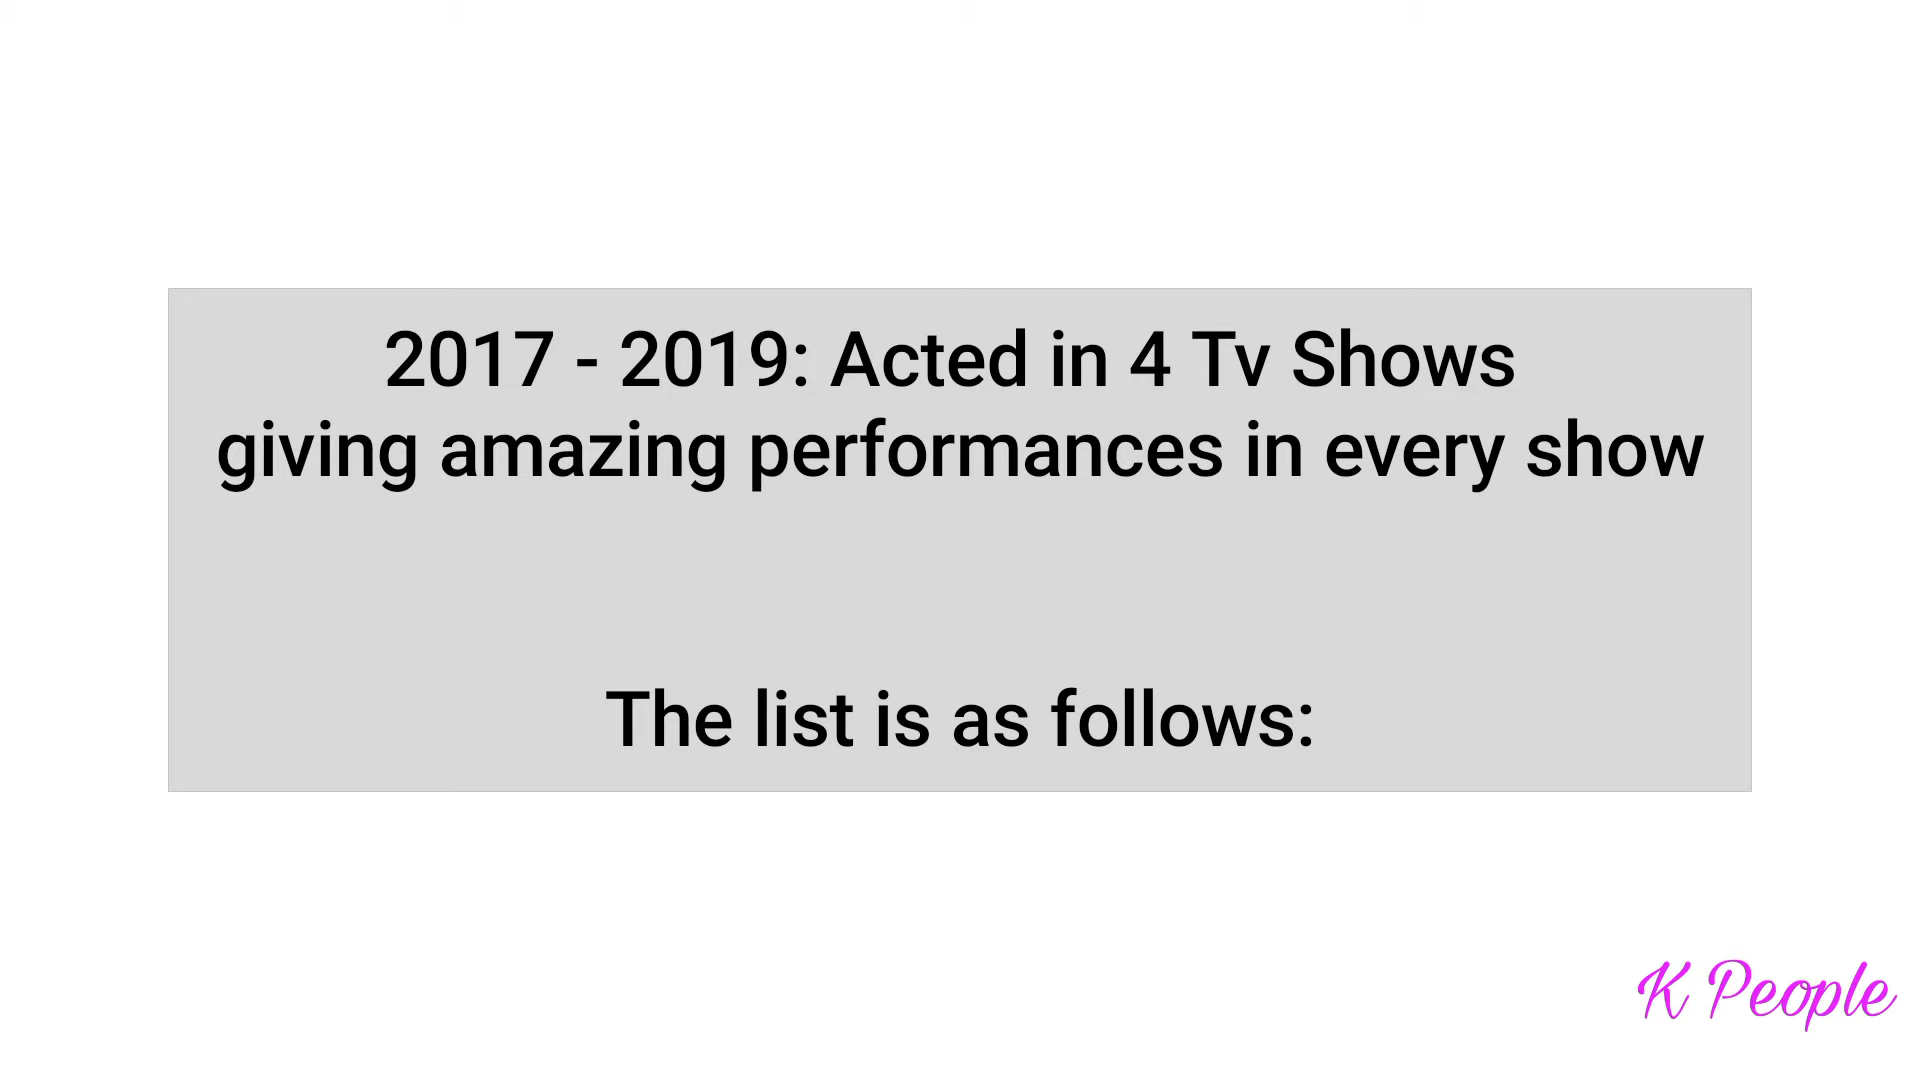 2017 - 2019: Acted in 4 Tv Shows
giving amazing performances in every show
The list is as follows:
K People